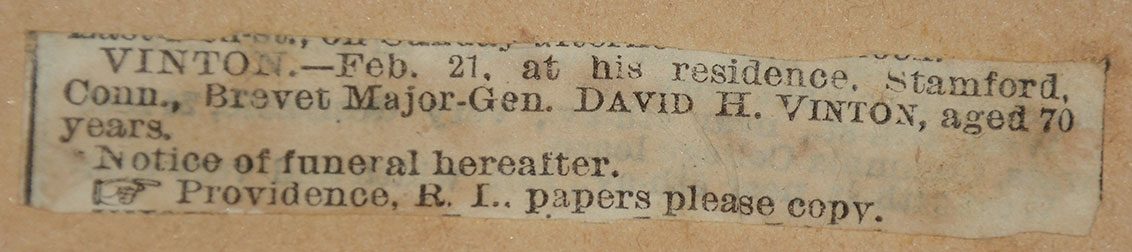 VINTON.—Feb. 21, at his residence, Stamford,
Conn., Brevet Major-Gen. DAVID H. VINTON, aged 70
years.
Notice of funeral hereafter.
☞ Providence, R. I., papers please copy.